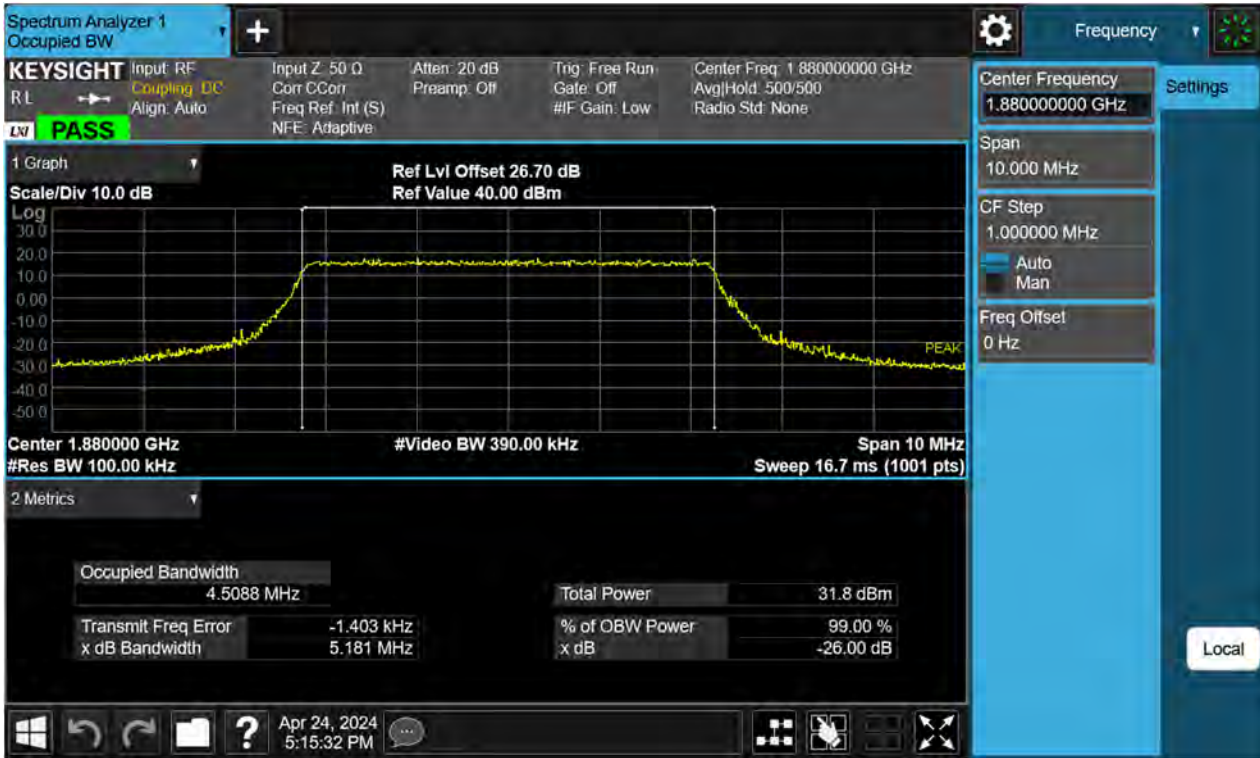 Spectrum Analyzer 1
Occupied BW
+
Frequency
KEYSIGHT
R L
LXI
PASS
Input: RF
Coupling: DC
Align: Auto
Input Z: 50 Ω
Corr CCorr
Freq Ref: Int (S)
NFE: Adaptive
Atten: 20 dB
Preamp: Off
Trig: Free Run
Gate: Off
#IF Gain: Low
Center Freq: 1.880000000 GHz
Avg|Hold: 500/500
Radio Std: None
1 Graph
Ref Lvl Offset 26.70 dB
Scale/Div 10.0 dB
Ref Value 40.00 dBm
Log
30.0
20.0
10.0
0.00
-10.0
-20.0
-30.0
-40.0
-50.0
PEAK
Center 1.880000 GHz
#Video BW 390.00 kHz
Span 10 MHz
#Res BW 100.00 kHz
Sweep 16.7 ms (1001 pts)
2 Metrics
Occupied Bandwidth
4.5088 MHz
Total Power 31.8 dBm
Transmit Freq Error -1.403 kHz
% of OBW Power 99.00 %
x dB Bandwidth 5.181 MHz
x dB -26.00 dB
Center Frequency
1.880000000 GHz
Settings
Span
10.000 MHz
CF Step
1.000000 MHz
Auto
Man
Freq Offset
0 Hz
Local
?
Apr 24, 2024
5:15:32 PM